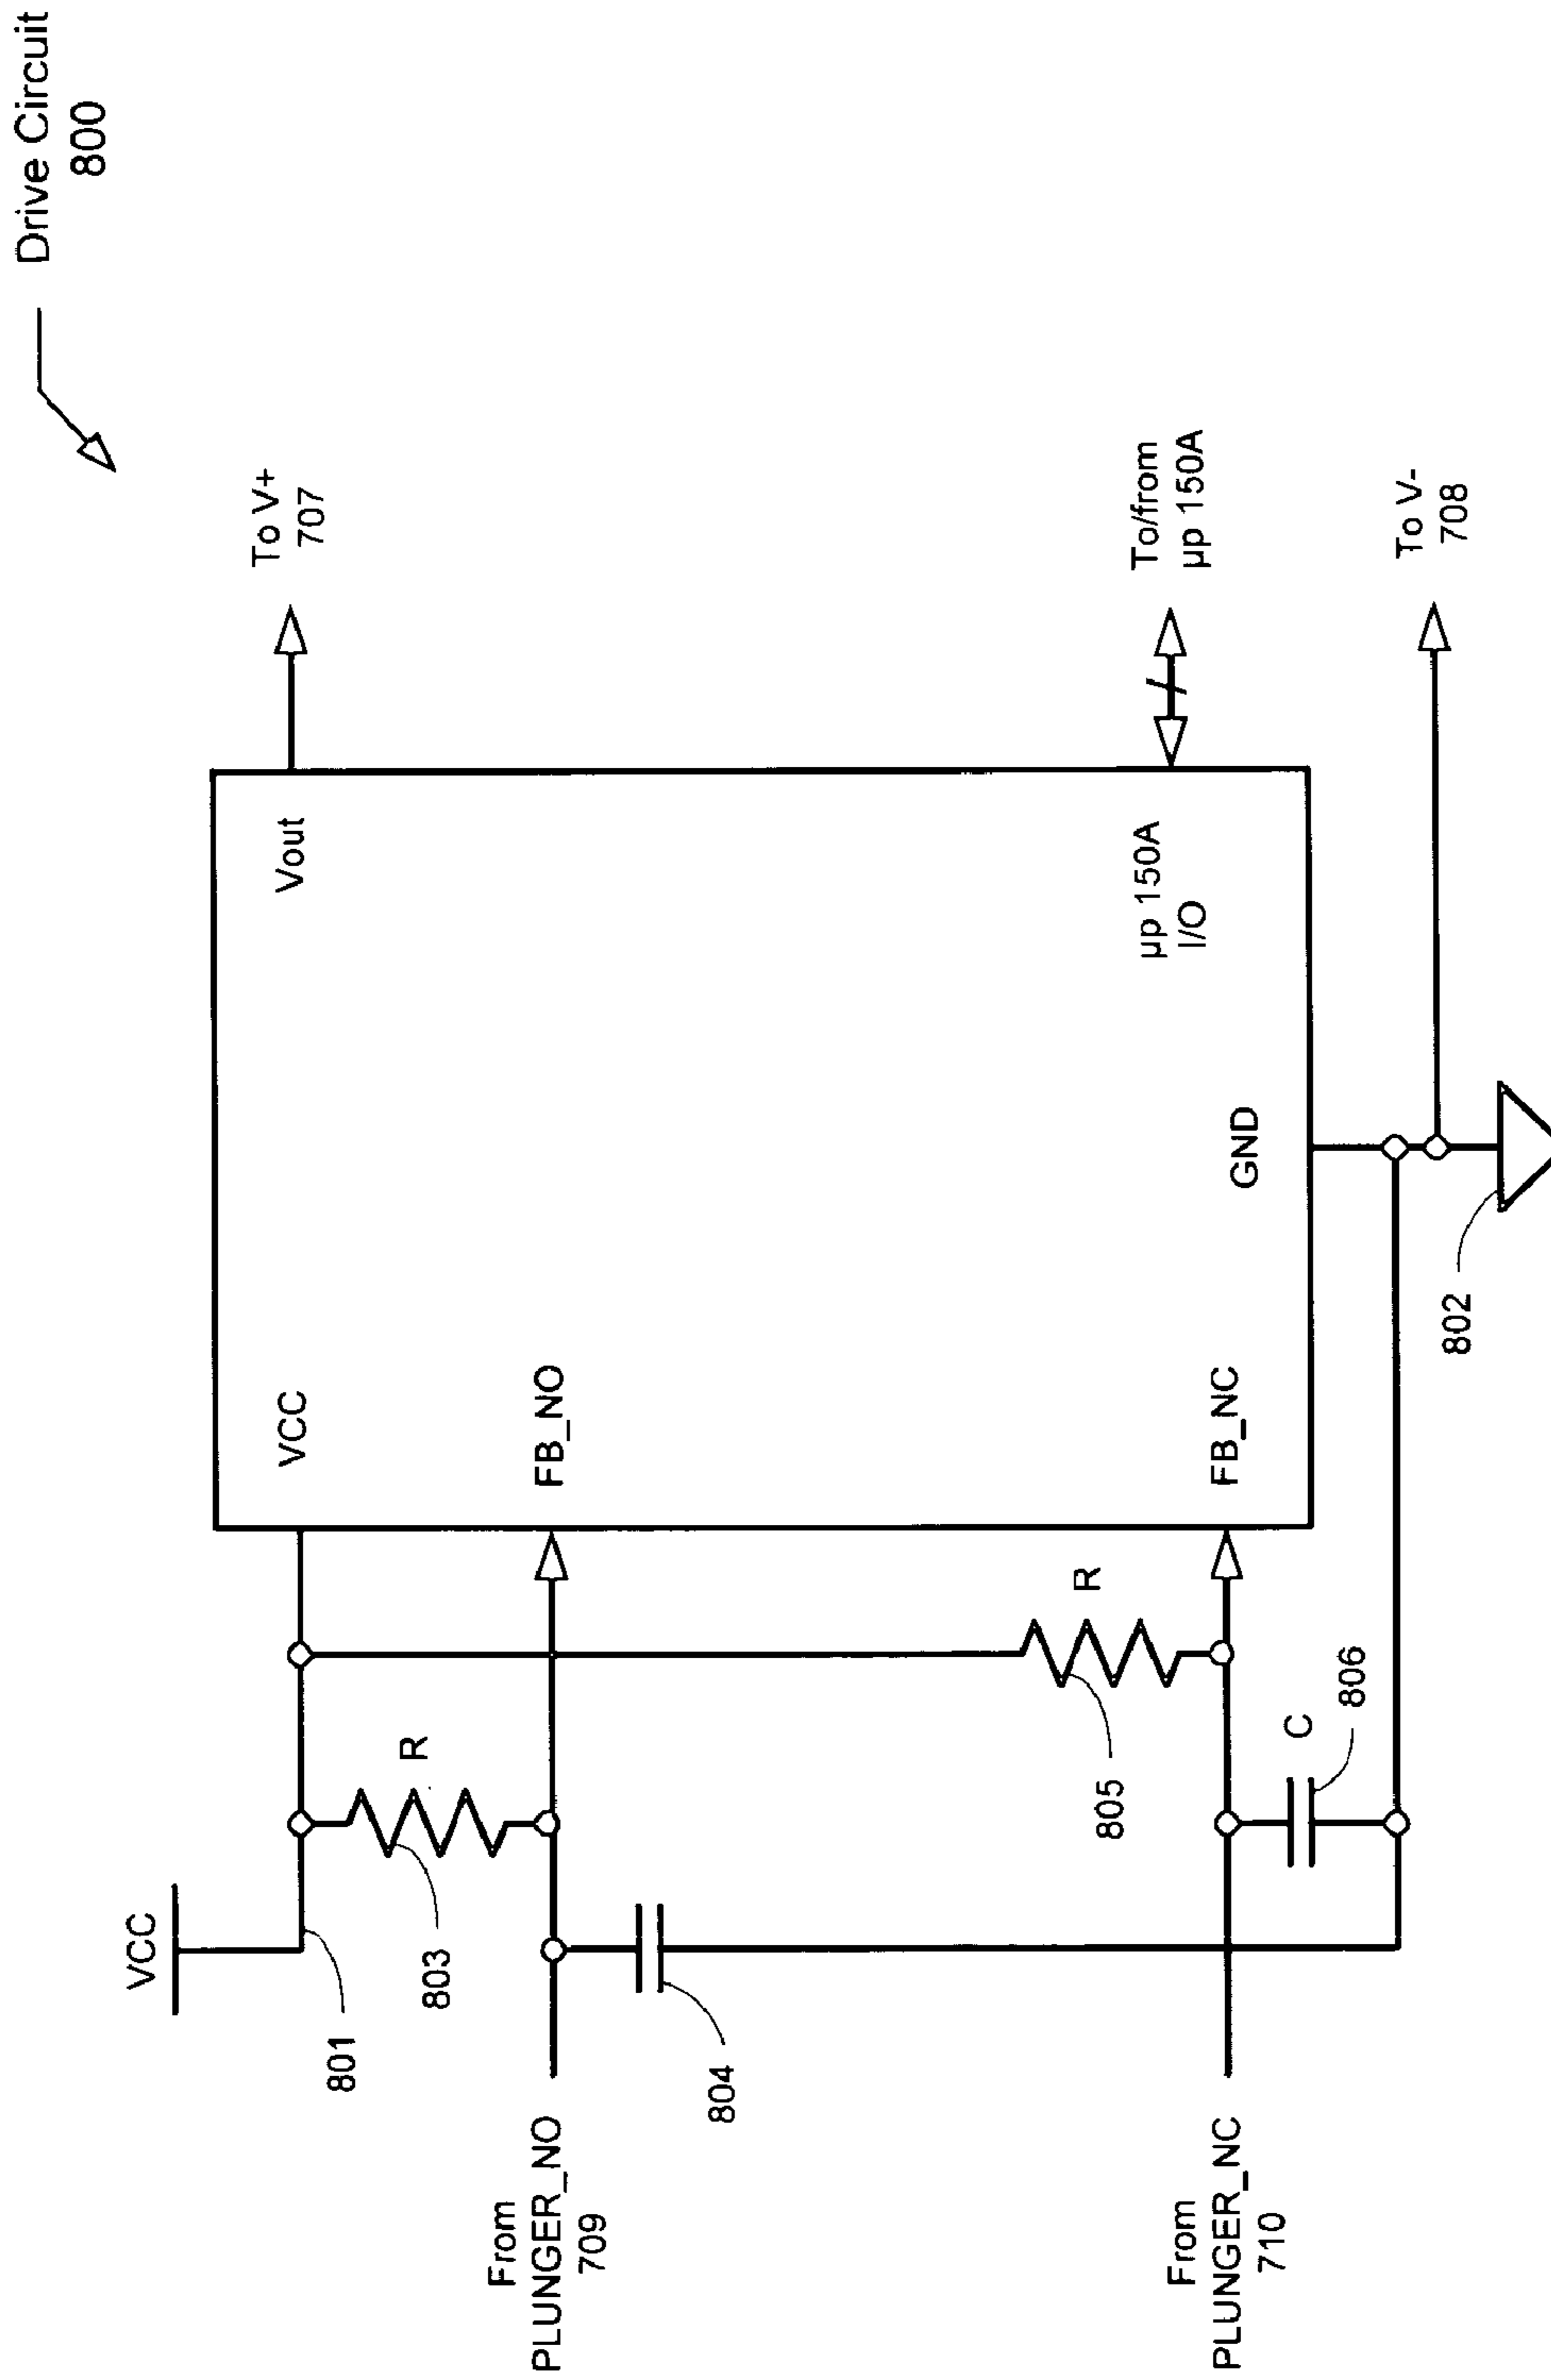 Drive Circuit
800
VCC
801
R
803
804
From
PLUNGER_NO
709
From
PLUNGER_NC
710
R
805
C
806
VCC
FB_NO
FB_NC
GND
Vout
µp 150A
I/O
To V+
707
To/from
µp 150A
To V-
708
802